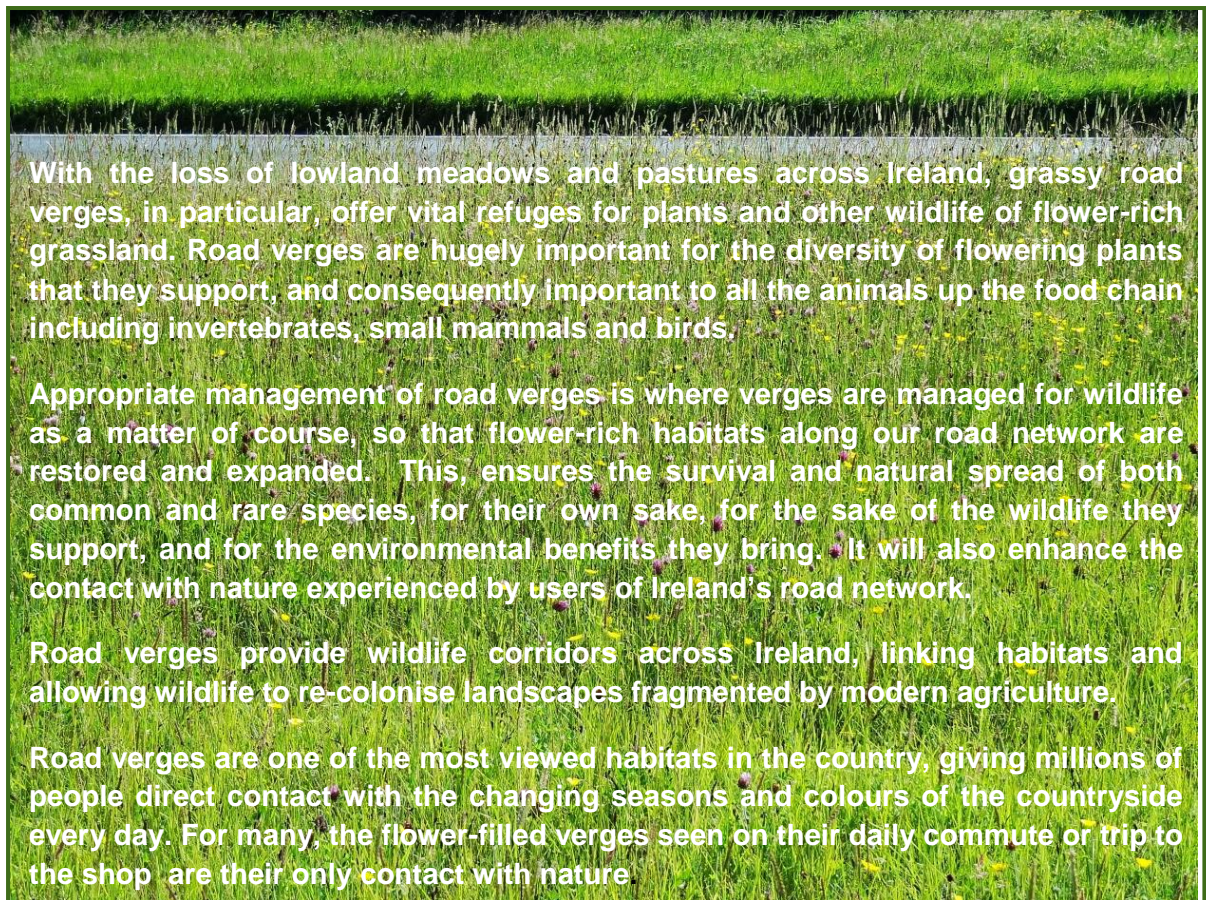 With the loss of lowland meadows and pastures across Ireland, grassy road
verges, in particular, offer vital refuges for plants and other wildlife of flower-rich
grassland. Road verges are hugely important for the diversity of flowering plants
that they support, and consequently important to all the animals up the food chain
including invertebrates, small mammals and birds.
Appropriate management of road verges is where verges are managed for wildlife
as a matter of course, so that flower-rich habitats along our road network are
restored and expanded.  This, ensures the survival and natural spread of both
common and rare species, for their own sake, for the sake of the wildlife they
support, and for the environmental benefits they bring.  It will also enhance the
contact with nature experienced by users of Ireland’s road network.
Road verges provide wildlife corridors across Ireland, linking habitats and
allowing wildlife to re-colonise landscapes fragmented by modern agriculture.
Road verges are one of the most viewed habitats in the country, giving millions of
people direct contact with the changing seasons and colours of the countryside
every day. For many, the flower-filled verges seen on their daily commute or trip to
the shop  are their only contact with nature.